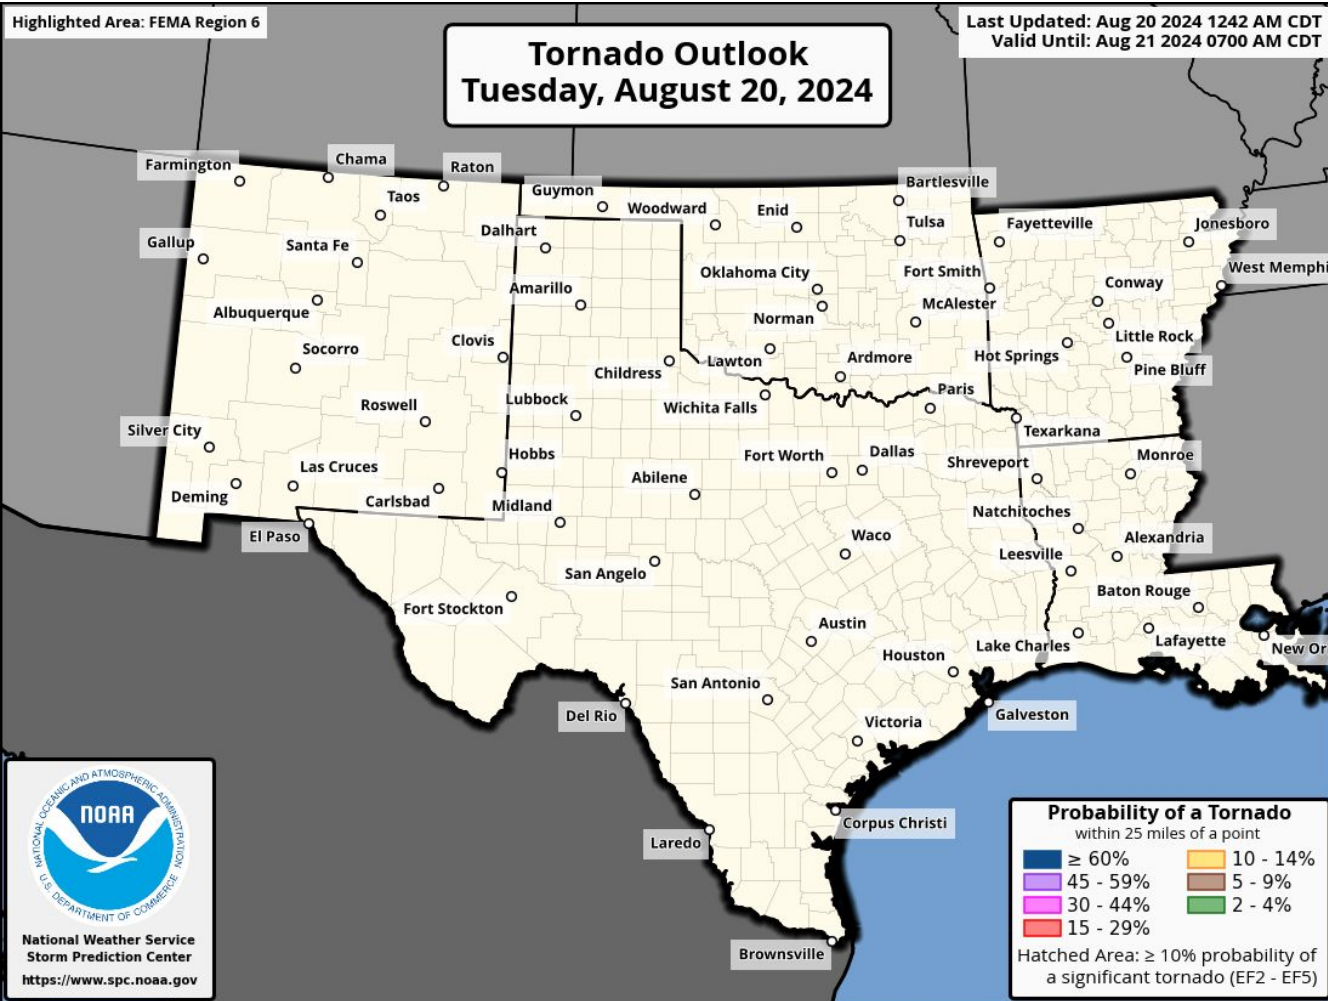 Highlighted Area: FEMA Region 6
Last Updated: Aug 20 2024 1242 AM CDT
Valid Until: Aug 21 2024 0700 AM CDT
Tornado Outlook
Tuesday, August 20, 2024
Farmington
Chama
Raton
Taos
Guymon
Woodward
Enid
Bartlesville
Tulsa
Fayetteville
Jonesboro
Gallup
Santa Fe
Dalhart
West Memphi
Oklahoma City
Fort Smith
Conway
Amarillo
McAlester
Albuquerque
Norman
Little Rock
Socorro
Clovis
Childress
Lawton
Ardmore
Hot Springs
Pine Bluff
Roswell
Lubbock
Wichita Falls
Paris
Texarkana
Silver City
Las Cruces
Hobbs
Abilene
Fort Worth
Dallas
Shreveport
Monroe
Deming
Carlsbad
Midland
Natchitoches
El Paso
Waco
Leesville
Alexandria
San Angelo
Baton Rouge
Fort Stockton
Austin
Houston
Lake Charles
Lafayette
New Or
San Antonio
Del Rio
Victoria
Galveston
Corpus Christi
Laredo
Brownsville
NATIONAL OCEANIC AND ATMOSPHERIC ADMINISTRATION
NOAA
U.S. DEPARTMENT OF COMMERCE
National Weather Service
Storm Prediction Center
https://www.spc.noaa.gov
Probability of a Tornado
within 25 miles of a point
≥ 60%
10 - 14%
45 - 59%
5 - 9%
30 - 44%
2 - 4%
15 - 29%
Hatched Area: ≥ 10% probability of
a significant tornado (EF2 - EF5)